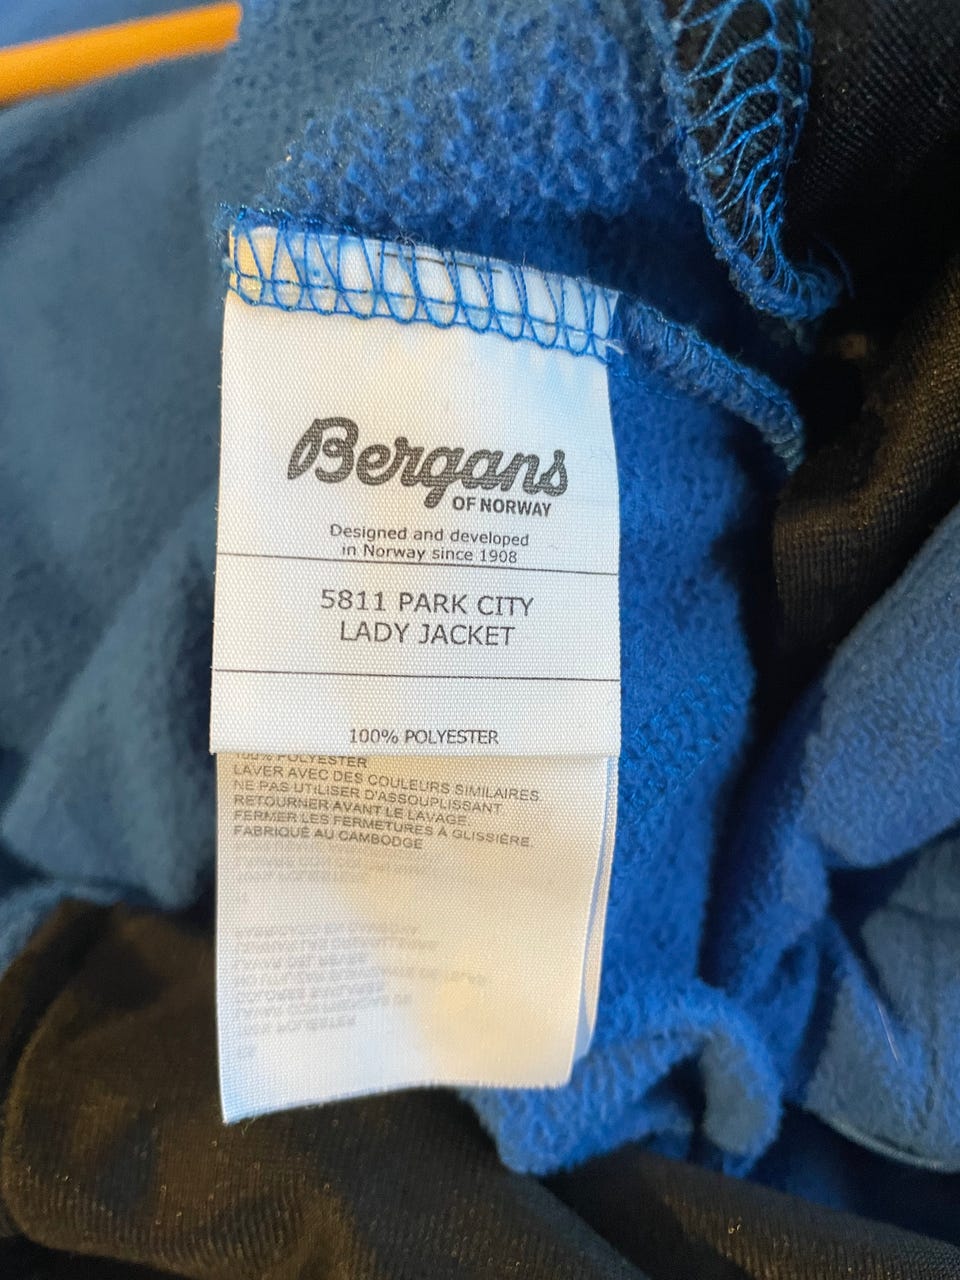 Bergans
OF NORWAY
Designed and developed
in Norway since 1908
5811 PARK CITY
LADY JACKET
100% POLYESTER
100% POLYESTER
LAVER AVEC DES COULEURS SIMILAIRES.
NE PAS UTILISER D'ASSOUPLISSANT.
RETOURNER AVANT LE LAVAGE.
FERMER LES FERMETURES À GLISSIÈRE.
FABRIQUÉ AU CAMBODGE